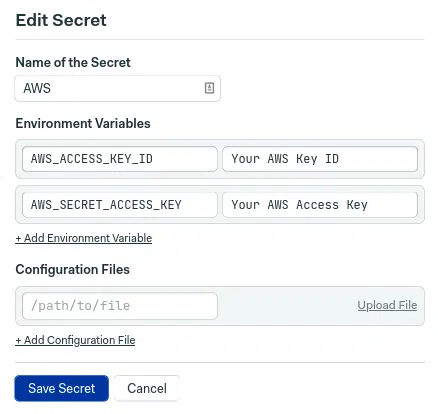 Edit Secret
Name of the Secret
AWS
Environment Variables
AWS_ACCESS_KEY_ID Your AWS Key ID
AWS_SECRET_ACCESS_KEY Your AWS Access Key
+ Add Environment Variable
Configuration Files
/path/to/file Upload File
+ Add Configuration File
Save Secret Cancel